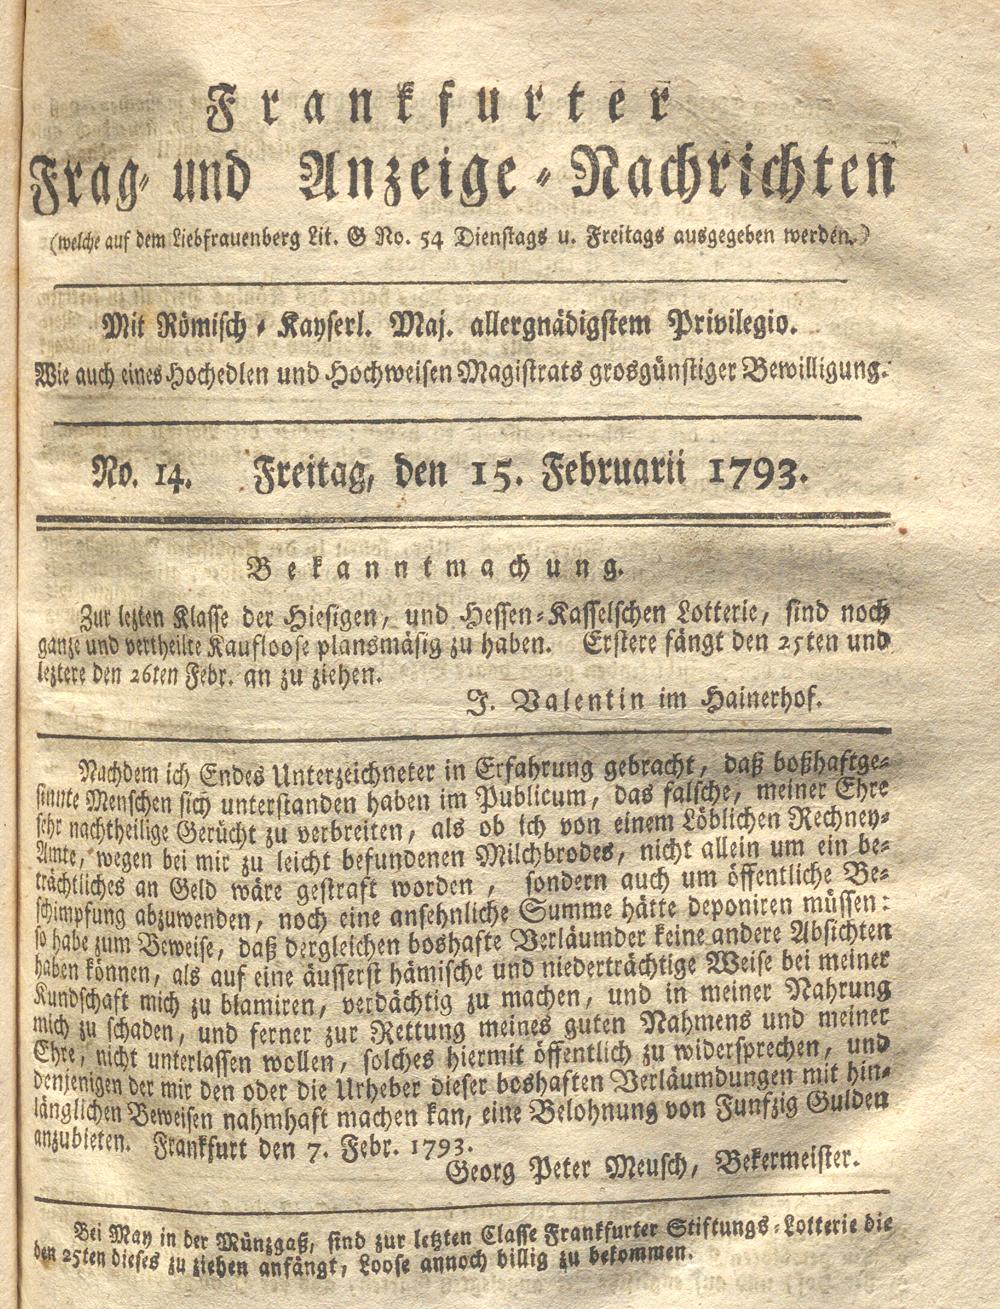 Frankfurter
Frag- und Anzeige-Nachrichten
(welche auf dem Liebfrauenberg Lit. G No. 54 Dienstags u. Freitags ausgegeben werden.)
Mit Römisch-Kayserl. Maj. allergnädigstem Privilegio.
Wie auch eines Hochedlen und Hochweisen Magistrats grosgünstiger Bewilligung.
No. 14. Freitag, den 15. Februarii 1793.
Bekanntmachung.
Zur lezten Klasse der Hiesigen, und Hessen-Kasselschen Lotterie, sind noch
ganze und vertheilte Kaufloose plansmäsig zu haben. Erstere fängt den 25ten und
leztere den 26ten Febr. an zu ziehen.
J. Valentin im Hainerhof.
Nachdem ich Endes Unterzeichneter in Erfahrung gebracht, daß boßhaftge-
sinnte Menschen sich unterstanden haben im Publicum, das falsche, meiner Ehre
sehr nachtheilige Gerücht zu verbreiten, als ob ich von einem Löblichen Rechney-
Amte, wegen bei mir zu leicht befundenen Milchbrodes, nicht allein um ein be-
trächtliches an Geld wäre gestraft worden, sondern auch um öffentliche Be-
schimpfung abzuwenden, noch eine ansehnliche Summe hätte deponiren müssen:
so habe zum Beweise, daß dergleichen boshafte Verläumder keine andere Absichten
haben können, als auf eine äusserst hämische und niederträchtige Weise bei meiner
Kundschaft mich zu blamiren, verdächtig zu machen, und in meiner Nahrung
mich zu schaden, und ferner zur Rettung meines guten Nahmens und meiner
Ehre, nicht unterlassen wollen, solches hiermit öffentlich zu widersprechen, und
denjenigen der mir den oder die Urheber dieser boshaften Verläumdungen mit hin-
länglichen Beweisen nahmhaft machen kan, eine Belohnung von Funfzig Gulden
anzubieten. Frankfurt den 7. Febr. 1793.
Georg Peter Meusch, Bekermeister.
Bei May in der Münzgaß, sind zur letzten Classe Frankfurter Stiftungs-Lotterie die
den 25ten dieses zu ziehen anfängt, Loose annoch billig zu bekommen.